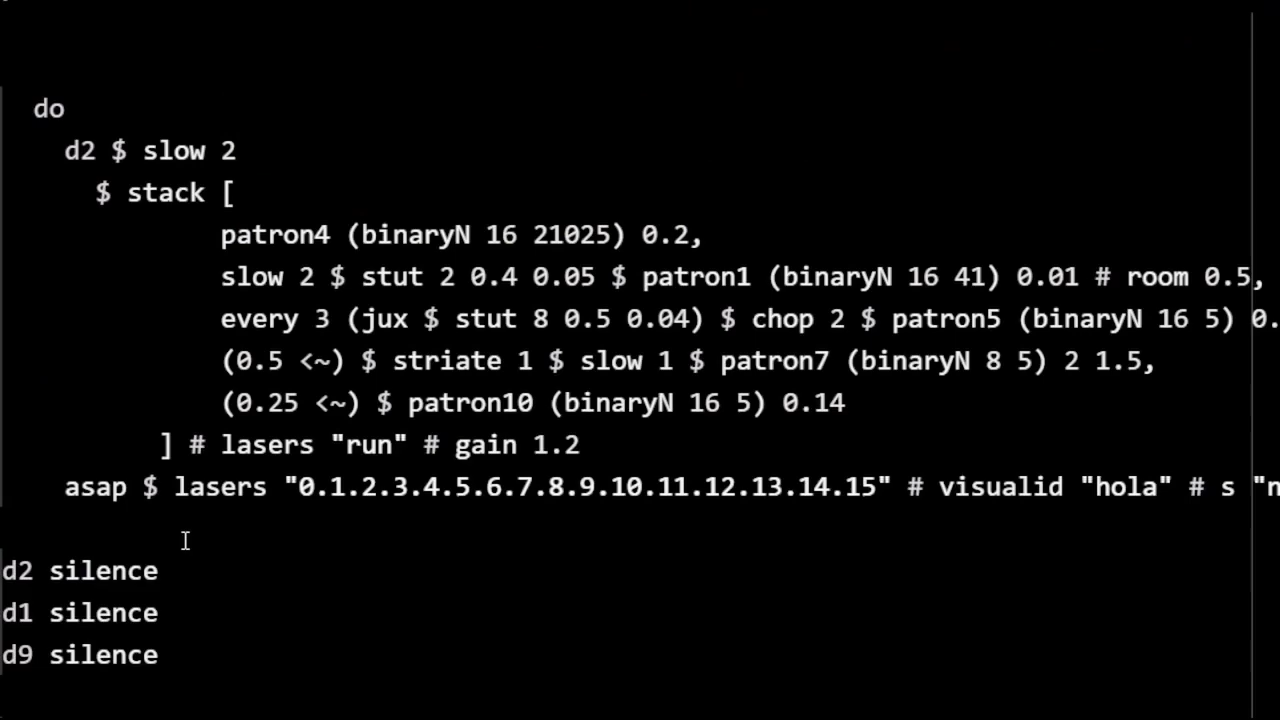 do
d2 $ slow 2
$ stack [
patron4 (binaryN 16 21025) 0.2,
slow 2 $ stut 2 0.4 0.05 $ patron1 (binaryN 16 41) 0.01 # room 0.5,
every 3 (jux $ stut 8 0.5 0.04) $ chop 2 $ patron5 (binaryN 16 5) 0.
(0.5 <~) $ striate 1 $ slow 1 $ patron7 (binaryN 8 5) 2 1.5,
(0.25 <~) $ patron10 (binaryN 16 5) 0.14
] # lasers "run" # gain 1.2
asap $ lasers "0.1.2.3.4.5.6.7.8.9.10.11.12.13.14.15" # visualid "hola" # s "n
d2 silence
d1 silence
d9 silence